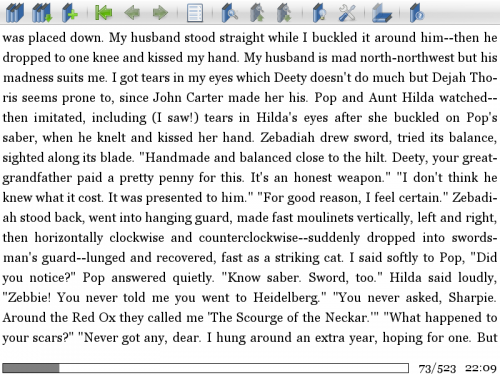 was placed down. My husband stood straight while I buckled it around him--then he
dropped to one knee and kissed my hand. My husband is mad north-northwest but his
madness suits me. I got tears in my eyes which Deety doesn't do much but Dejah Tho-
ris seems prone to, since John Carter made her his. Pop and Aunt Hilda watched--
then imitated, including (I saw!) tears in Hilda's eyes after she buckled on Pop's
saber, when he knelt and kissed her hand. Zebadiah drew sword, tried its balance,
sighted along its blade. "Handmade and balanced close to the hilt. Deety, your great-
grandfather paid a pretty penny for this. It's an honest weapon." "I don't think he
knew what it cost. It was presented to him." "For good reason, I feel certain." Zebadi-
ah stood back, went into hanging guard, made fast moulinets vertically, left and right,
then horizontally clockwise and counterclockwise--suddenly dropped into swords-
man's guard--lunged and recovered, fast as a striking cat. I said softly to Pop, "Did
you notice?" Pop answered quietly. "Know saber. Sword, too." Hilda said loudly,
"Zebbie! You never told me you went to Heidelberg." "You never asked, Sharpie.
Around the Red Ox they called me 'The Scourge of the Neckar.'" "What happened to
your scars?" "Never got any, dear. I hung around an extra year, hoping for one. But
73/523 22:09